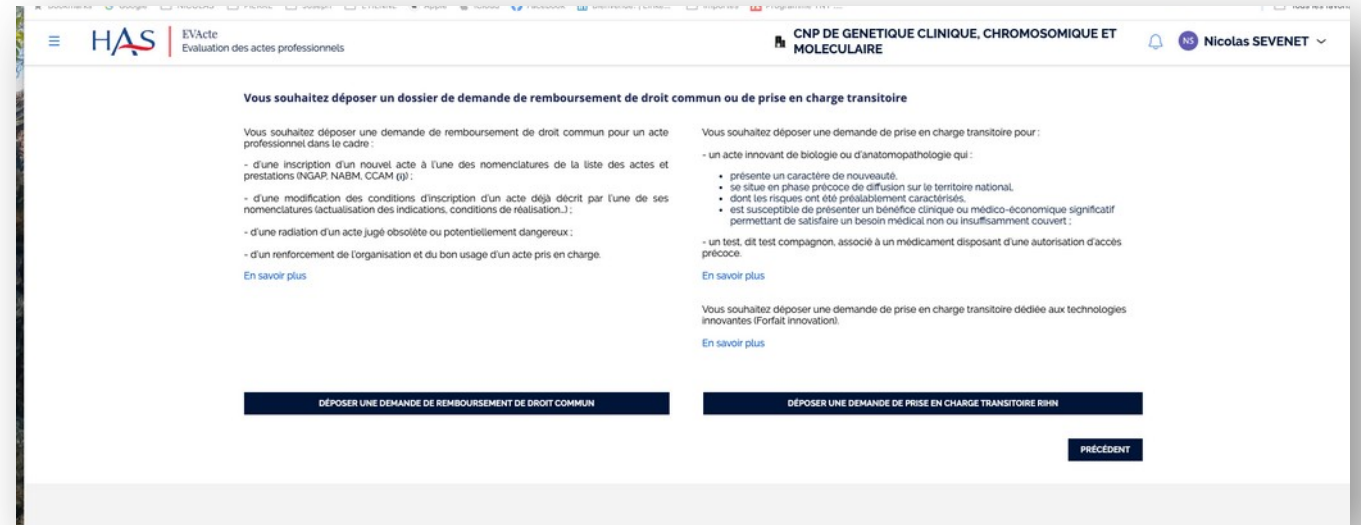 HAS
EVActe
Evaluation des actes professionnels
CNP DE GENETIQUE CLINIQUE, CHROMOSOMIQUE ET
MOLECULAIRE
NS
Nicolas SEVENET
Vous souhaitez déposer un dossier de demande de remboursement de droit commun ou de prise en charge transitoire
Vous souhaitez déposer une demande de remboursement de droit commun pour un acte
professionnel dans le cadre :
- d'une inscription d'un nouvel acte à l'une des nomenclatures de la liste des actes et
prestations (NGAP, NABM, CCAM (i)) ;
- d'une modification des conditions d'inscription d'un acte déjà décrit par l'une de ses
nomenclatures (actualisation des indications, conditions de réalisation...) ;
- d'une radiation d'un acte jugé obsolète ou potentiellement dangereux ;
- d'un renforcement de l'organisation et du bon usage d'un acte pris en charge.
En savoir plus
Vous souhaitez déposer une demande de prise en charge transitoire pour :
- un acte innovant de biologie ou d'anatomopathologie qui :
• présente un caractère de nouveauté,
• se situe en phase précoce de diffusion sur le territoire national,
• dont les risques ont été préalablement caractérisés,
• est susceptible de présenter un bénéfice clinique ou médico-économique significatif
permettant de satisfaire un besoin médical non ou insuffisamment couvert ;
- un test, dit test compagnon, associé à un médicament disposant d'une autorisation d'accès
précoce.
En savoir plus
Vous souhaitez déposer une demande de prise en charge transitoire dédiée aux technologies
innovantes (Forfait innovation).
En savoir plus
DÉPOSER UNE DEMANDE DE REMBOURSEMENT DE DROIT COMMUN
DÉPOSER UNE DEMANDE DE PRISE EN CHARGE TRANSITOIRE RIHN
PRÉCÉDENT